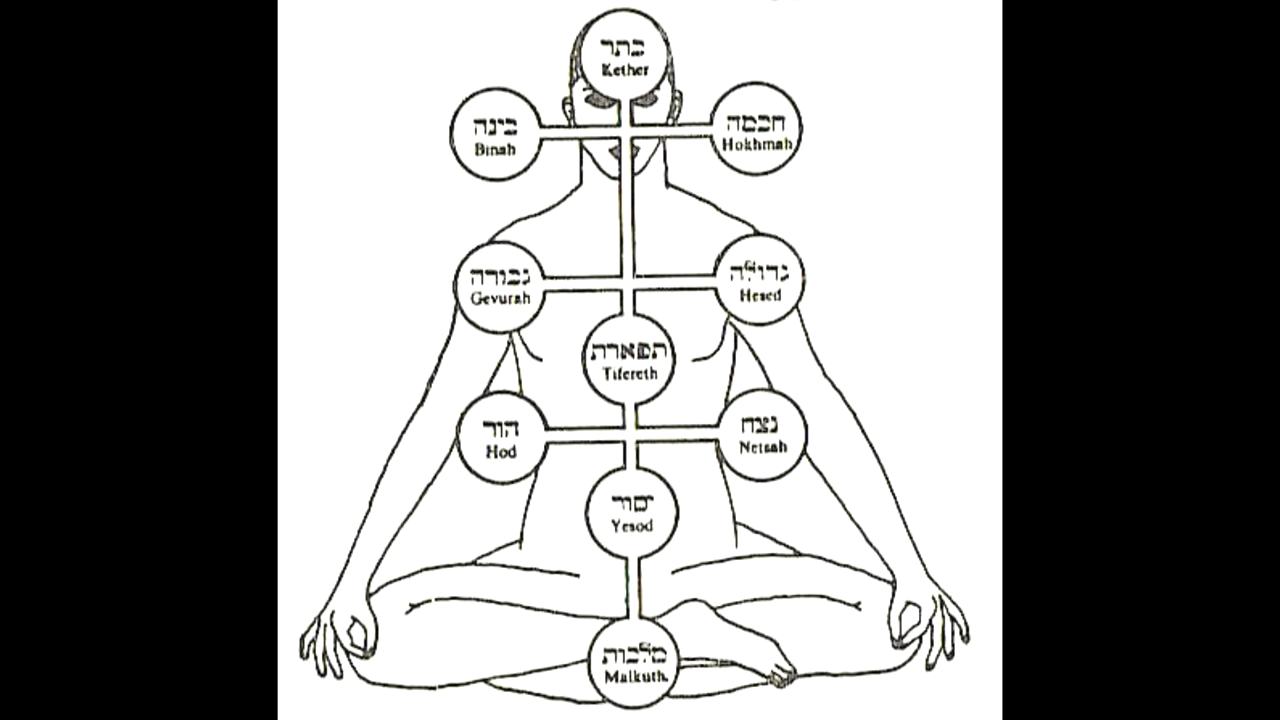 כתר
Kether
בינה
Binah
חכמה
Hokhmah
גבורה
Gevurah
גדולה
Hesed
תפארת
Tifereth
הוד
Hod
נצח
Netsah
יסוד
Yesod
מלכות
Malkuth.